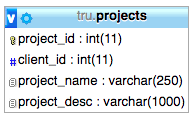 v tru.projects
project_id : int(11)
# client_id : int(11)
project_name : varchar(250)
project_desc : varchar(1000)